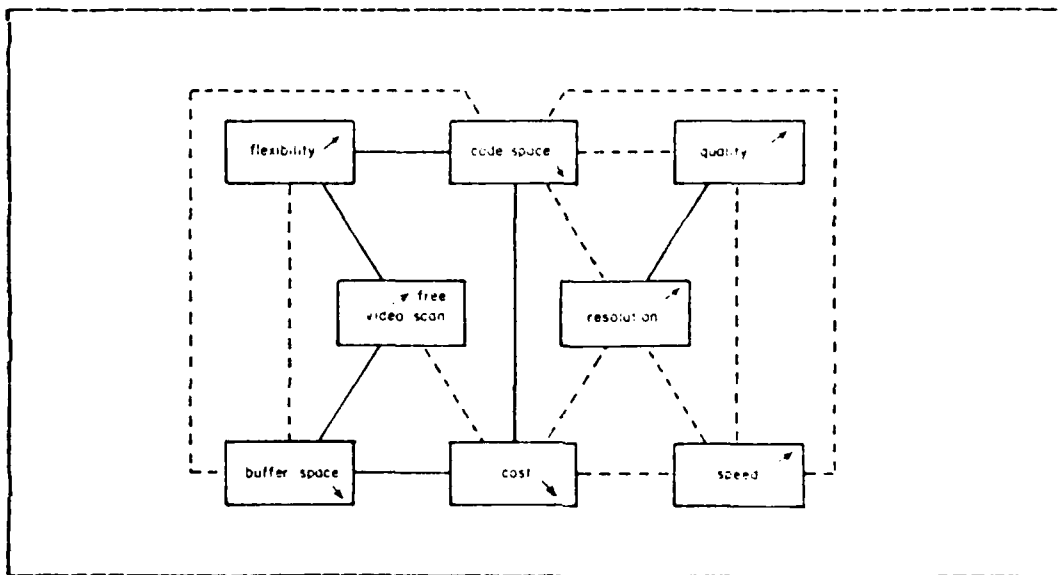 flexibility
code space
quality
free
video scan
resolution
buffer space
cost
speed